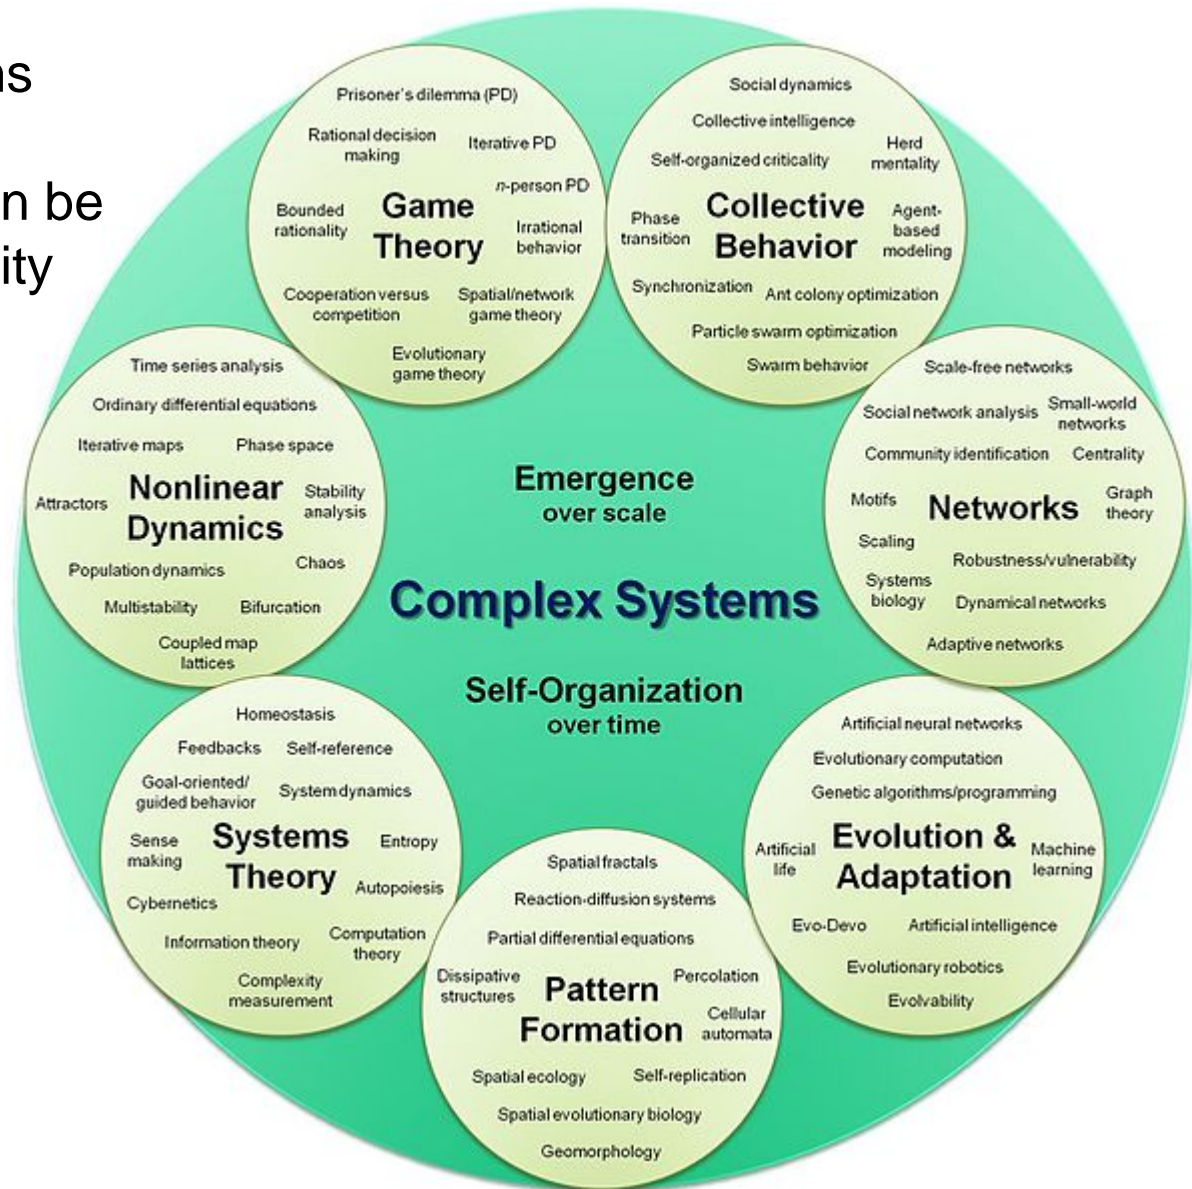 ns
n be
ity
Prisoner's dilemma (PD)
Rational decision
making
Iterative PD
n-person PD
Bounded
rationality
Game
Theory
Irrational
behavior
Cooperation versus
competition
Spatial/network
game theory
Evolutionary
game theory
Social dynamics
Collective intelligence
Herd
mentality
Self-organized criticality
Phase
transition
Collective
Behavior
Agent-
based
modeling
Synchronization
Ant colony optimization
Particle swarm optimization
Swarm behavior
Time series analysis
Ordinary differential equations
Iterative maps
Phase space
Attractors
Nonlinear
Dynamics
Stability
analysis
Population dynamics
Chaos
Multistability
Bifurcation
Coupled map
lattices
Scale-free networks
Social network analysis
Small-world
networks
Community identification
Centrality
Motifs
Networks
Graph
theory
Scaling
Robustness/vulnerability
Systems
biology
Dynamical networks
Adaptive networks
Emergence
over scale
Complex Systems
Self-Organization
over time
Homeostasis
Feedbacks
Self-reference
Goal-oriented/
guided behavior
System dynamics
Sense
making
Systems
Theory
Entropy
Autopoiesis
Cybernetics
Information theory
Computation
theory
Complexity
measurement
Spatial fractals
Reaction-diffusion systems
Partial differential equations
Dissipative
structures
Pattern
Formation
Percolation
Cellular
automata
Spatial ecology
Self-replication
Spatial evolutionary biology
Geomorphology
Artificial neural networks
Evolutionary computation
Genetic algorithms/programming
Artificial
life
Evolution &
Adaptation
Machine
learning
Evo-Devo
Artificial intelligence
Evolutionary robotics
Evolvability